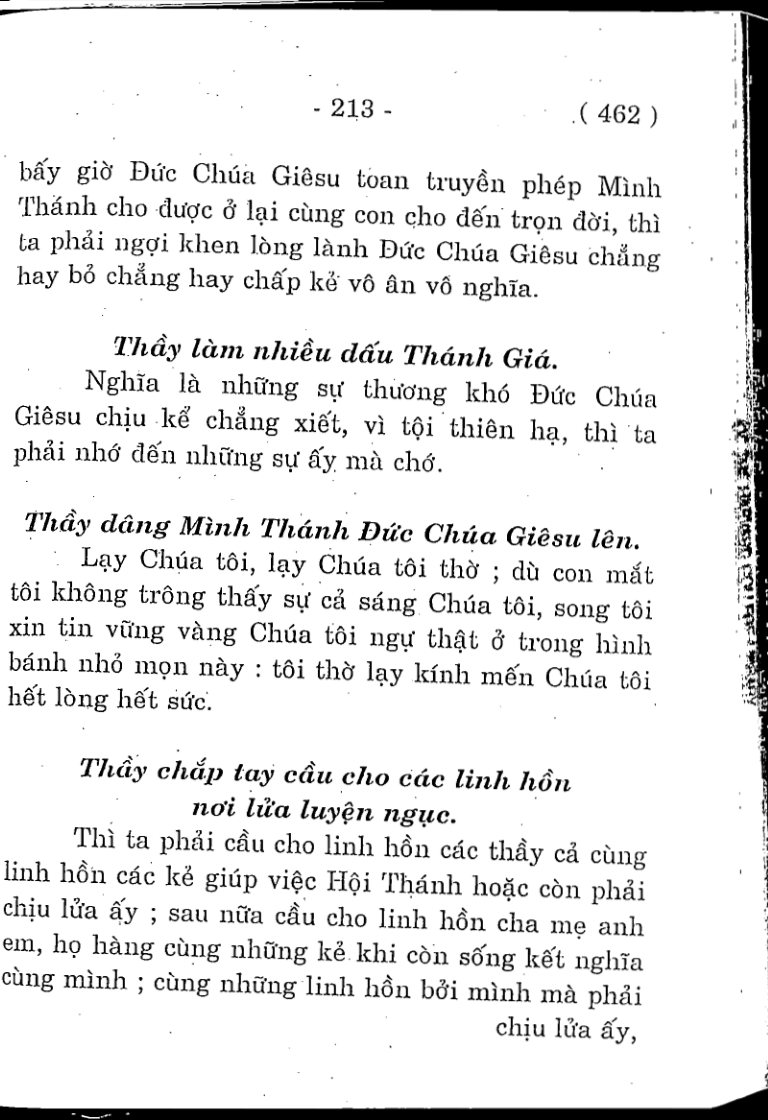 - 213 -
( 462 )
bấy giờ Đức Chúa Giêsu toan truyền phép Mình
Thánh cho được ở lại cùng con cho đến trọn đời, thì
ta phải ngợi khen lòng lành Đức Chúa Giêsu chẳng
hay bỏ chẳng hay chấp kẻ vô ân vô nghĩa.
Thầy làm nhiều dấu Thánh Giá.
Nghĩa là những sự thương khó Đức Chúa
Giêsu chịu kể chẳng xiết, vì tội thiên hạ, thì ta
phải nhớ đến những sự ấy mà chớ.
Thầy dâng Mình Thánh Đức Chúa Giêsu lên.
Lạy Chúa tôi, lạy Chúa tôi thờ ; dù con mắt
tôi không trông thấy sự cả sáng Chúa tôi, song tôi
xin tin vững vàng Chúa tôi ngự thật ở trong hình
bánh nhỏ mọn này : tôi thờ lạy kính mến Chúa tôi
hết lòng hết sức.
Thầy chắp tay cầu cho các linh hồn
nơi lửa luyện ngục.
Thì ta phải cầu cho linh hồn các thầy cả cùng
linh hồn các kẻ giúp việc Hội Thánh hoặc còn phải
chịu lửa ấy ; sau nữa cầu cho linh hồn cha mẹ anh
em, họ hàng cùng những kẻ khi còn sống kết nghĩa
cùng mình ; cùng những linh hồn bởi mình mà phải
chịu lửa ấy,